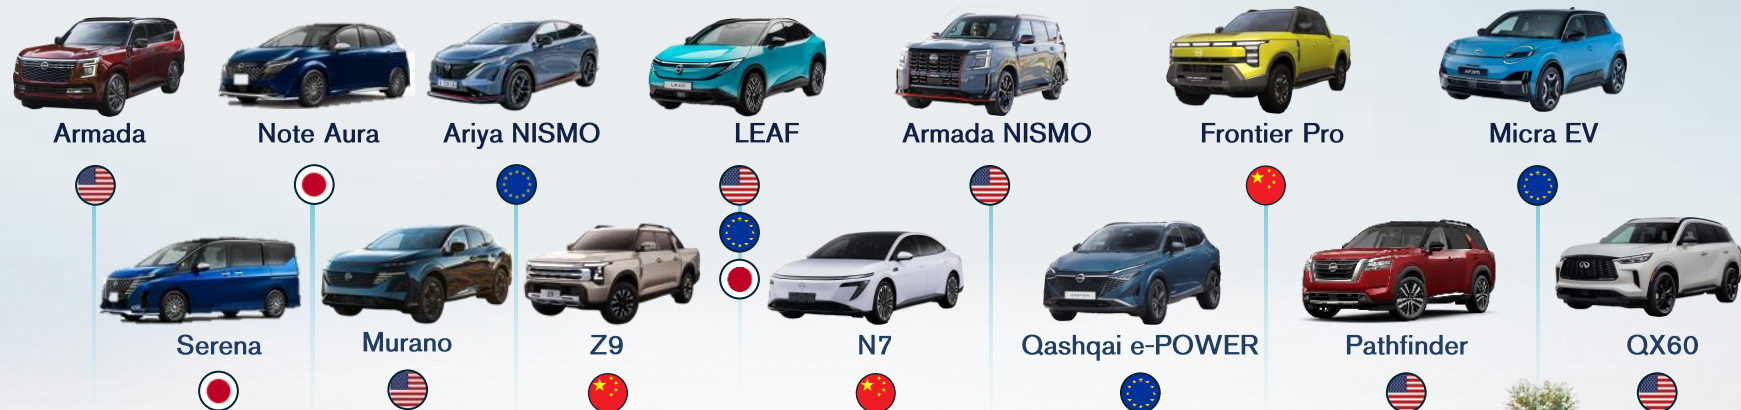 Armada
Note Aura
Ariya NISMO
LEAF
Armada NISMO
Frontier Pro
Micra EV
Serena
Murano
Z9
N7
Qashqai e-POWER
Pathfinder
QX60